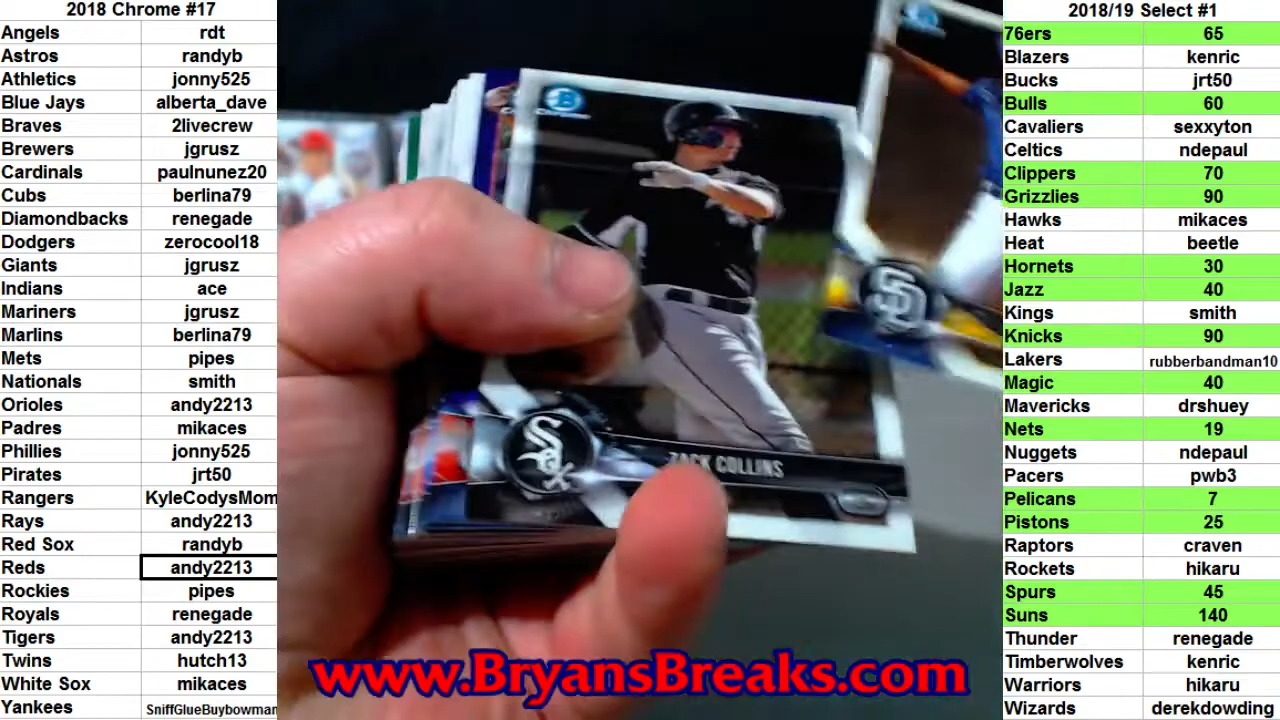 2018 Chrome #17
Angels rdt
Astros randyb
Athletics jonny525
Blue Jays alberta_dave
Braves 2livecrew
Brewers jgrusz
Cardinals paulnunez20
Cubs berlina79
Diamondbacks renegade
Dodgers zerocool18
Giants jgrusz
Indians ace
Mariners jgrusz
Marlins berlina79
Mets pipes
Nationals smith
Orioles andy2213
Padres mikaces
Phillies jonny525
Pirates jrt50
Rangers KyleCodysMom
Rays andy2213
Red Sox randyb
Reds andy2213
Rockies pipes
Royals renegade
Tigers andy2213
Twins hutch13
White Sox mikaces
Yankees SniffGlueBuybowman
B
Sox
ZACK COLLINS
SD
www.BryansBreaks.com
2018/19 Select #1
76ers 65
Blazers kenric
Bucks jrt50
Bulls 60
Cavaliers sexxyton
Celtics ndepaul
Clippers 70
Grizzlies 90
Hawks mikaces
Heat beetle
Hornets 30
Jazz 40
Kings smith
Knicks 90
Lakers rubberbandman10
Magic 40
Mavericks drshuey
Nets 19
Nuggets ndepaul
Pacers pwb3
Pelicans 7
Pistons 25
Raptors craven
Rockets hikaru
Spurs 45
Suns 140
Thunder renegade
Timberwolves kenric
Warriors hikaru
Wizards derekdowding